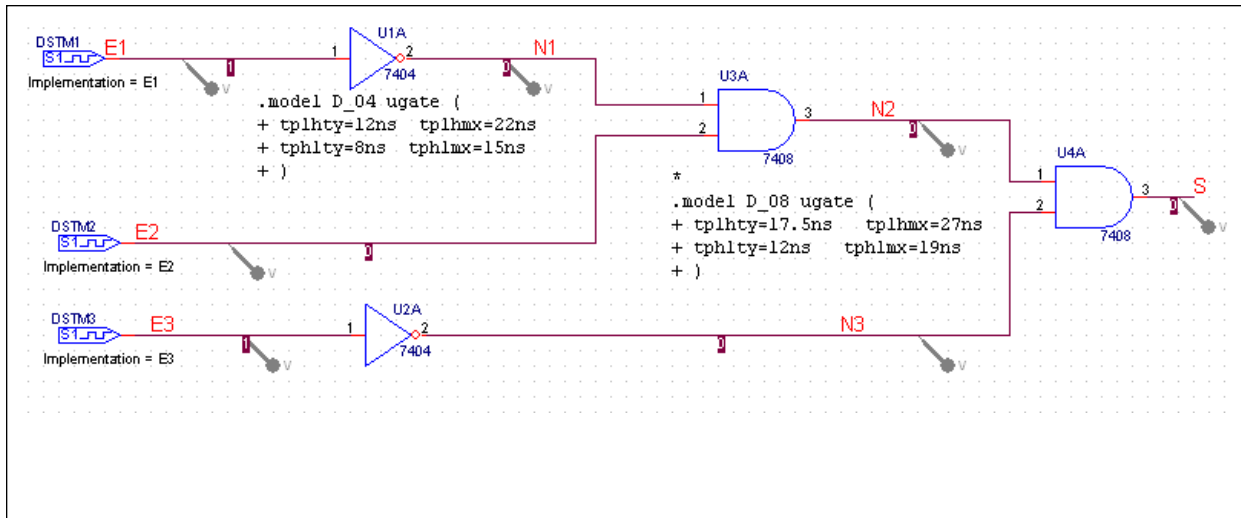 DSTM1
S1
E1
Implementation = E1
1
U1A
1
2
7404
N1
0
V
V
.model D_04 ugate (
+ tplhty=12ns tplhmx=22ns
+ tphlty=8ns tphlmx=15ns
+ )
U3A
1
2
3
7408
N2
0
V
*
.model D_08 ugate (
+ tplhty=17.5ns tplhmx=27ns
+ tphlty=12ns tphlmx=19ns
+ )
U4A
1
2
3
7408
S
0
V
DSTM2
S1
E2
Implementation = E2
0
V
DSTM3
S1
E3
Implementation = E3
1
V
U2A
1
2
7404
0
N3
V